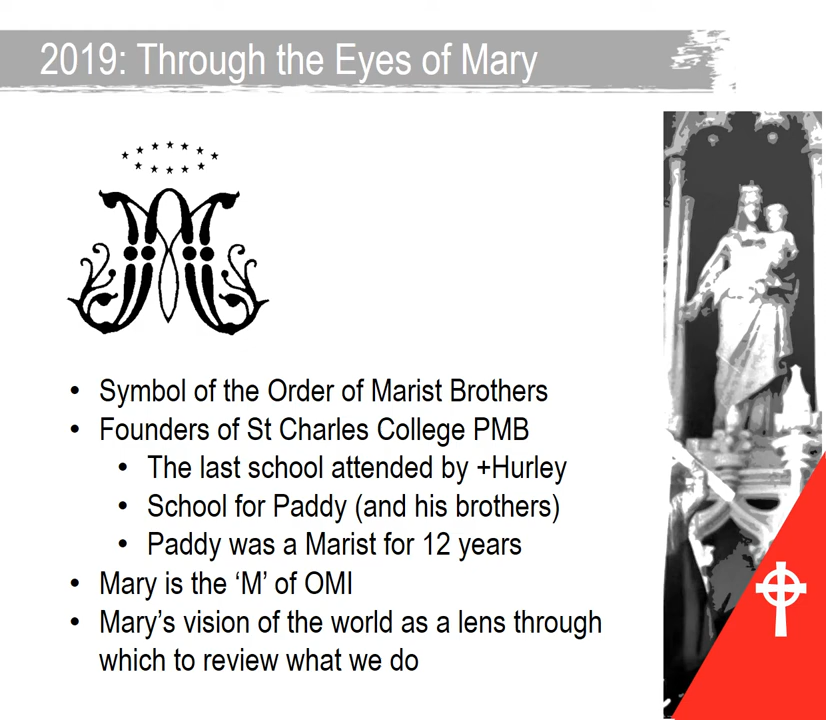 2019: Through the Eyes of Mary
• Symbol of the Order of Marist Brothers
• Founders of St Charles College PMB
• The last school attended by +Hurley
• School for Paddy (and his brothers)
• Paddy was a Marist for 12 years
• Mary is the ‘M’ of OMI
• Mary’s vision of the world as a lens through
which to review what we do